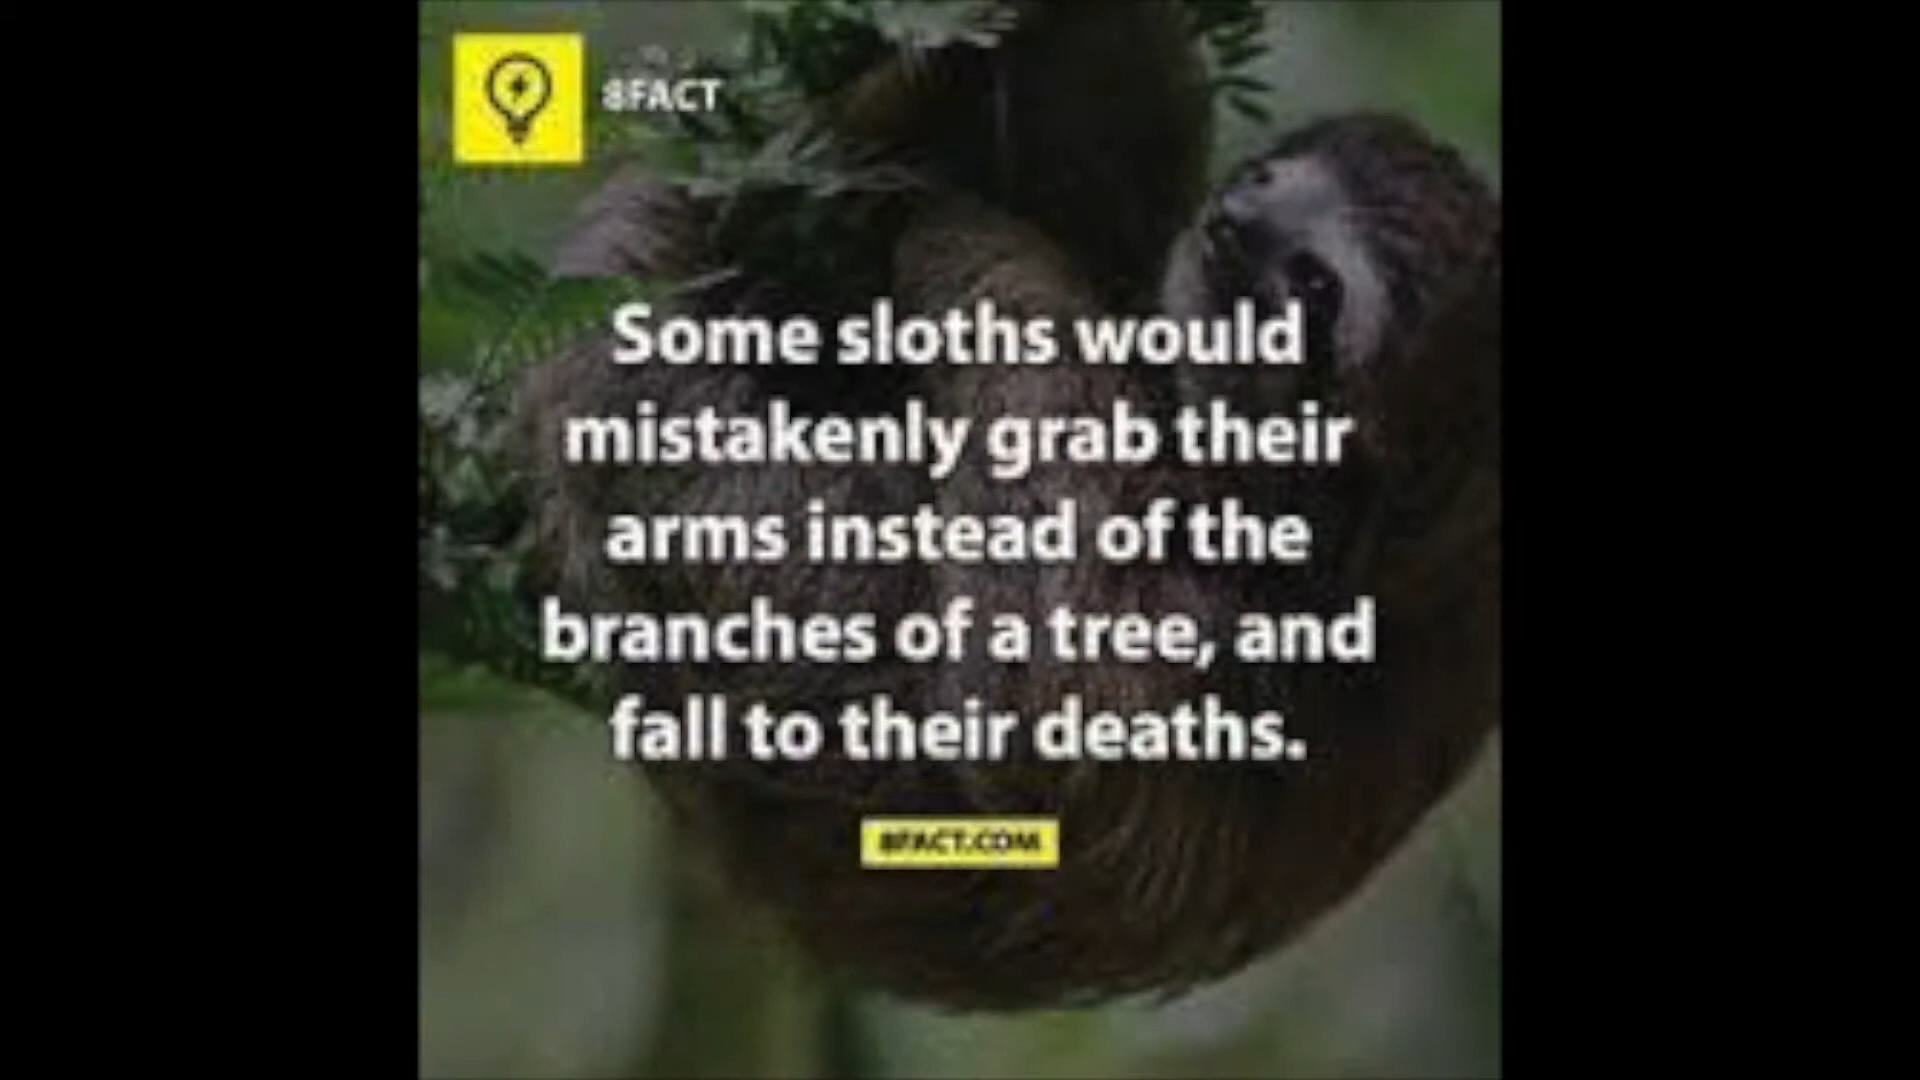 8FACT
Some sloths would
mistakenly grab their
arms instead of the
branches of a tree, and
fall to their deaths.
8FACT.COM